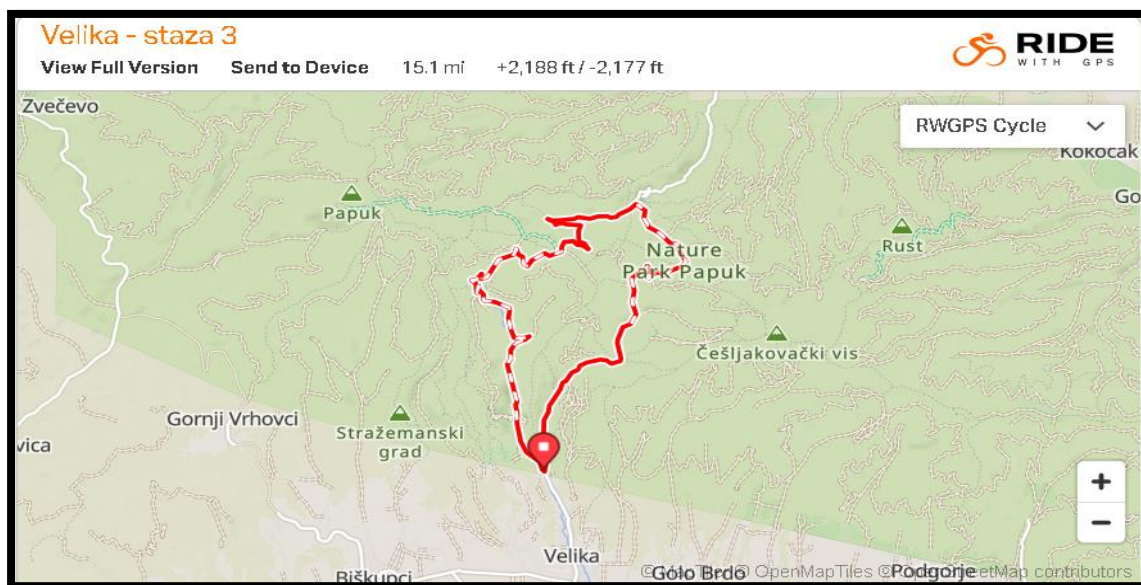 Velika - staza 3
View Full Version Send to Device 15.1 mi +2,188 ft / -2,177 ft
RIDE
WITH GPS
Zvečevo
RWGPS Cycle
Kokočak
Papuk
Go
Rust
Nature
Park Papuk
Češljakovački vis
Gornji Vrhovci
Stražemanski
grad
vica
+
−
Velika
Biškupci
Golo Brdo
Podgorje
OpenMapTiles
contributors